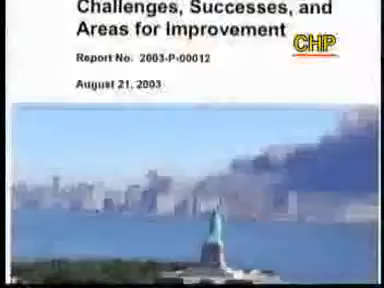 Challenges, Successes, and
Areas for Improvement
CHP
Report No. 2003-P-00012
August 21, 2003